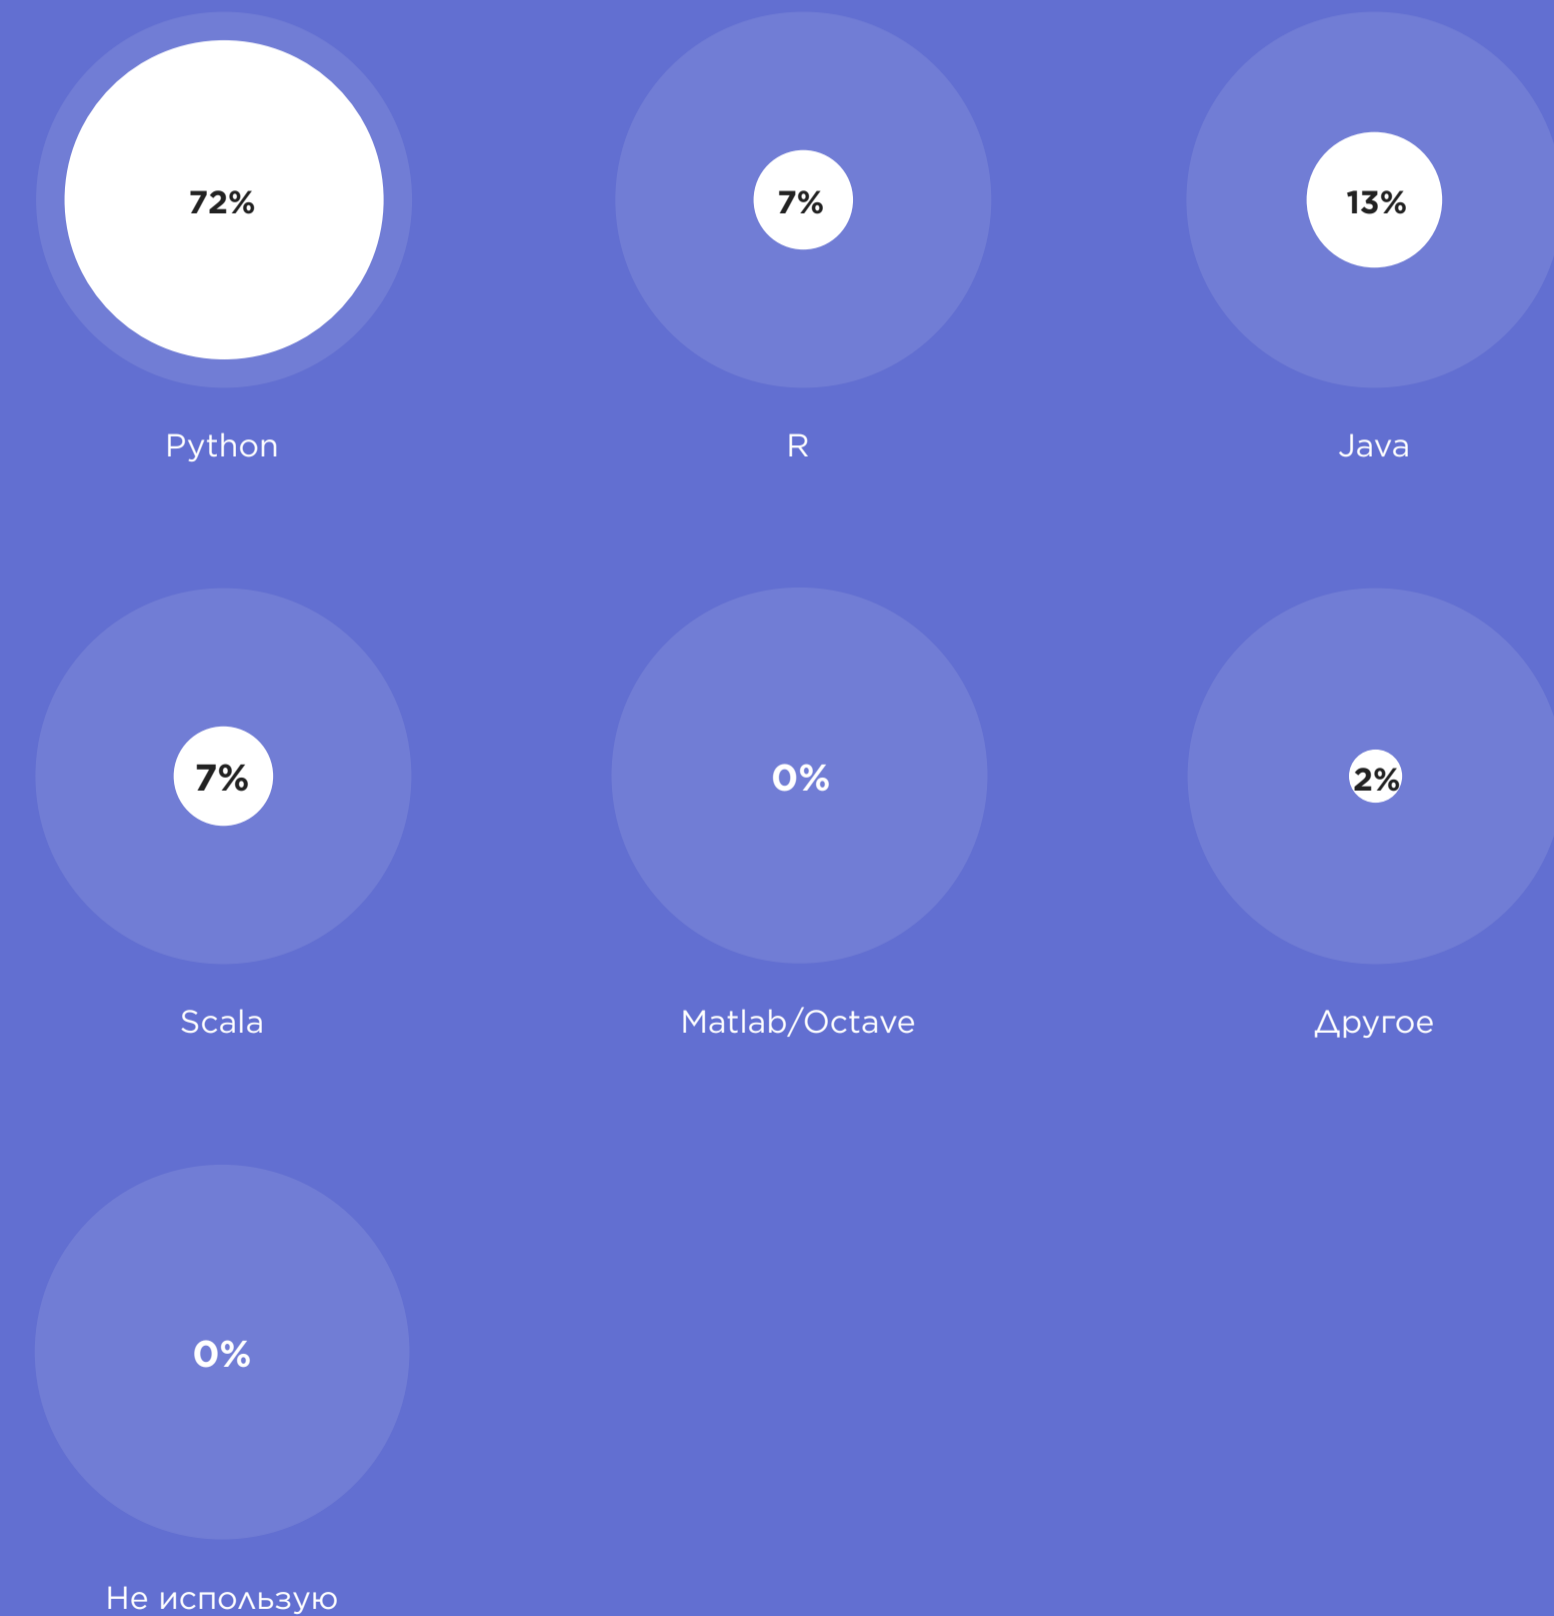 72%
7%
13%
Python
R
Java
7%
0%
2%
Scala
Matlab/Octave
Другое
0%
Не использую